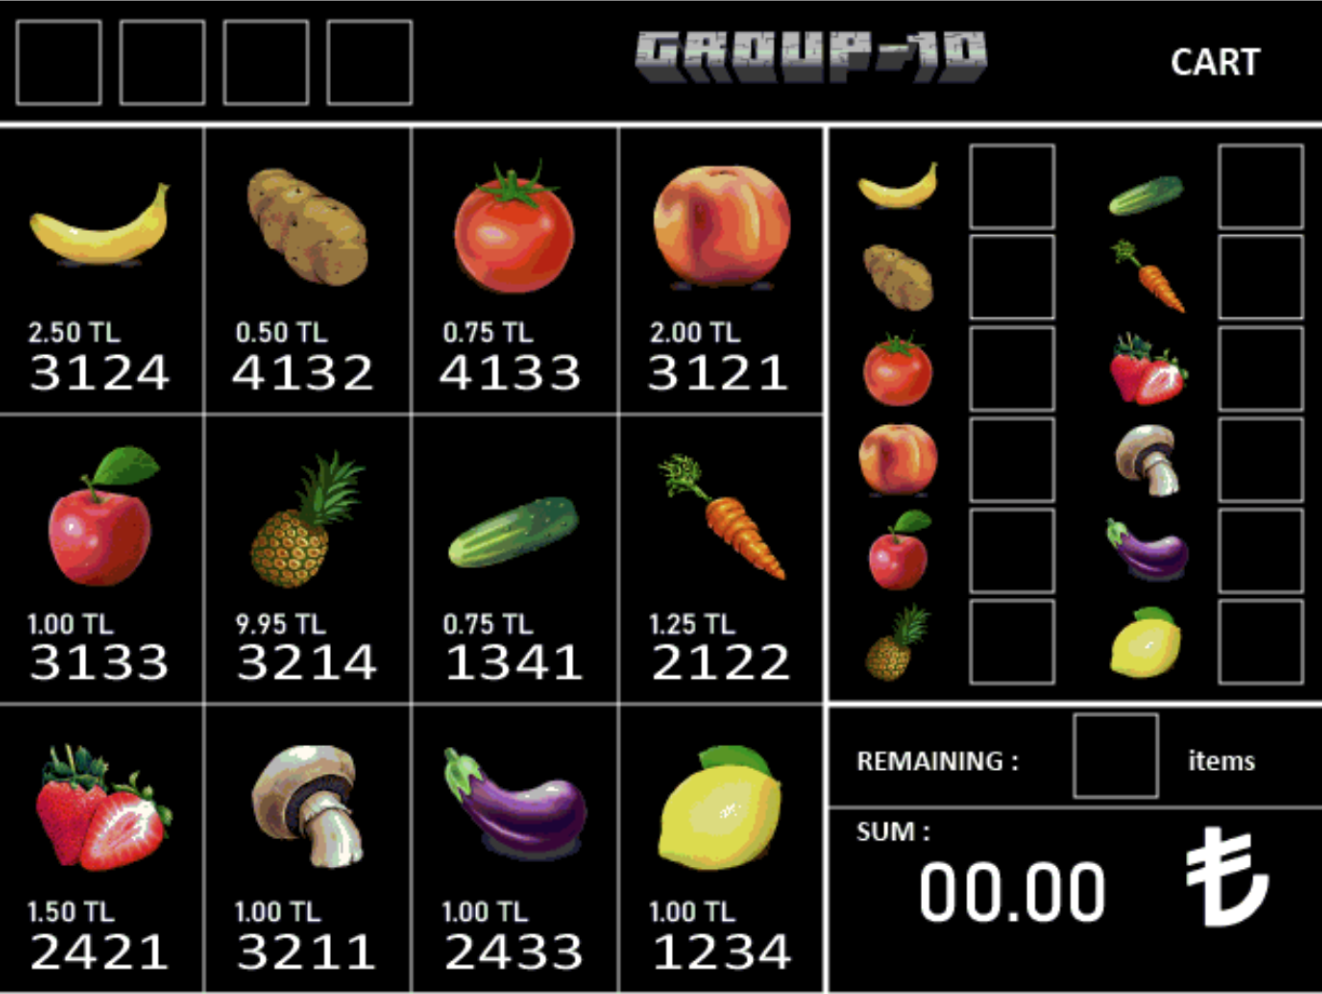 GROUP-10
CART
2.50 TL
3124
0.50 TL
4132
0.75 TL
4133
2.00 TL
3121
1.00 TL
3133
9.95 TL
3214
0.75 TL
1341
1.25 TL
2122
1.50 TL
2421
1.00 TL
3211
1.00 TL
2433
1.00 TL
1234
REMAINING : items
SUM :
00.00 ₺